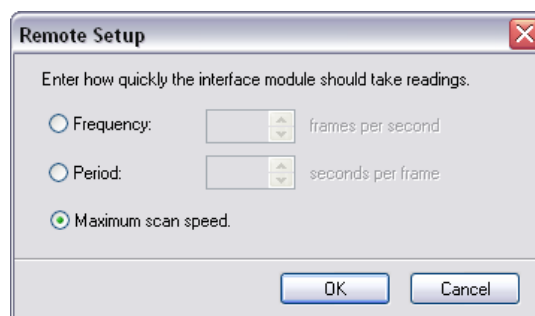 Remote Setup
Enter how quickly the interface module should take readings.
Frequency: frames per second
Period: seconds per frame
Maximum scan speed.
OK Cancel